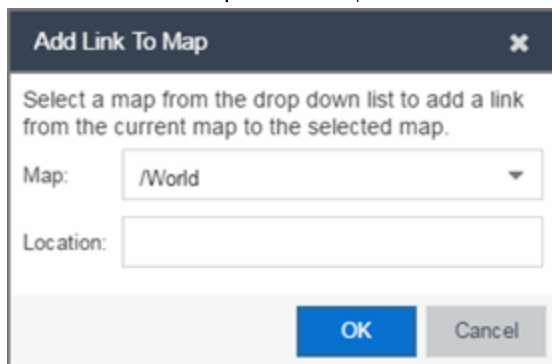 Add Link To Map
Select a map from the drop down list to add a link
from the current map to the selected map.
Map: /World
Location:
OK Cancel